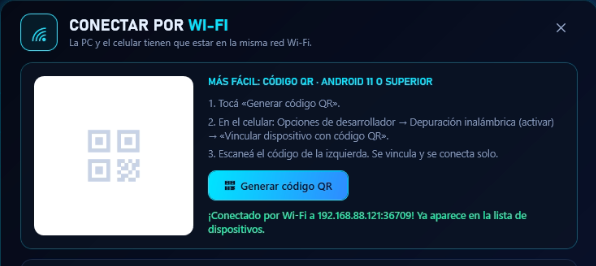 CONECTAR POR WI-FI
La PC y el celular tienen que estar en la misma red Wi-Fi.
MÁS FÁCIL: CÓDIGO QR · ANDROID 11 O SUPERIOR
1. Tocá «Generar código QR».
2. En el celular: Opciones de desarrollador → Depuración inalámbrica (activar)
→ «Vincular dispositivo con código QR».
3. Escaneá el código de la izquierda. Se vincula y se conecta solo.
Generar código QR
¡Conectado por Wi-Fi a 192.168.88.121:36709! Ya aparece en la lista de
dispositivos.